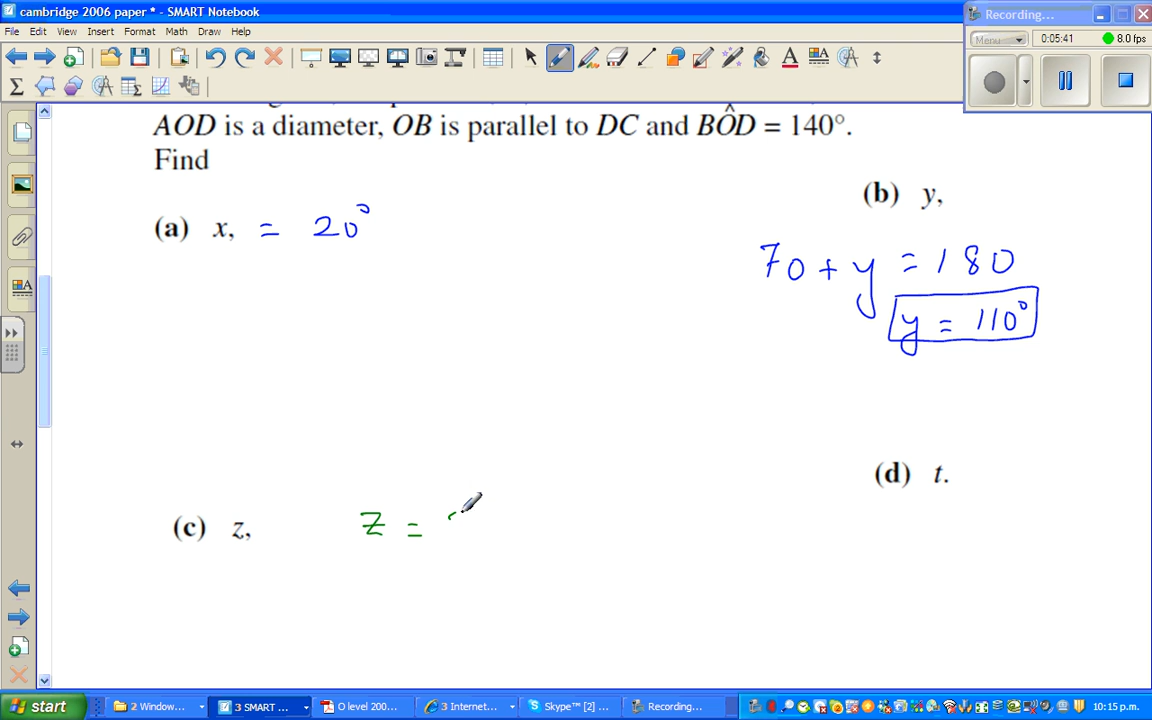 cambridge 2006 paper * - SMART Notebook
File Edit View Insert Format Math Draw Help
Recording...
Menu
0:05:41
8.0 fps
AOD is a diameter, OB is parallel to DC and BÔD = 140°.
Find
(b) y,
(a) x, = 20°
70 + y = 180
y = 110°
(d) t.
(c) z, z =
start
2 Window...
3 SMART ...
O level 200...
3 Internet...
Skype™ [2] ...
Recording...
10:15 p.m.